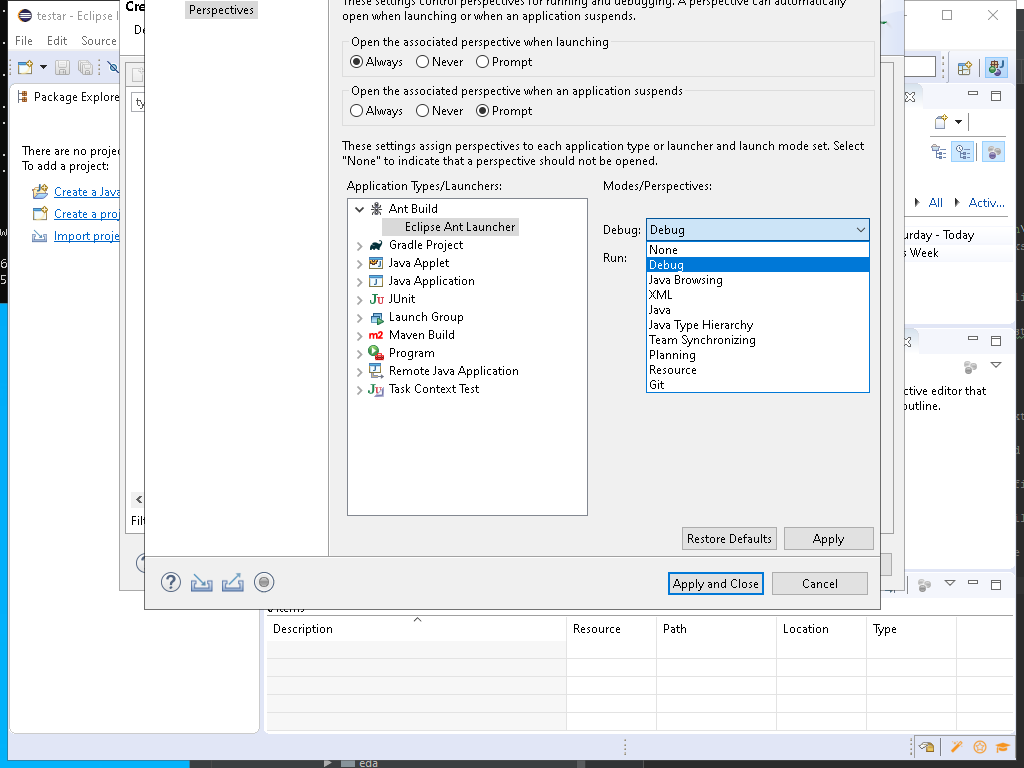 testar - Eclipse I
Cre
Perspectives
These settings control perspectives for running and debugging. A perspective can automatically
open when launching or when an application suspends.
De
File Edit Source
Open the associated perspective when launching
Always Never Prompt
Package Explore
Open the associated perspective when an application suspends
ty
Always Never Prompt
There are no projec
To add a project:
These settings assign perspectives to each application type or launcher and launch mode set. Select
"None" to indicate that a perspective should not be opened.
Create a Java
Create a proj
Import proje
Application Types/Launchers:
Modes/Perspectives:
All Activ...
Ant Build
Eclipse Ant Launcher
Gradle Project
Java Applet
Java Application
JUnit
Launch Group
Maven Build
Program
Remote Java Application
Task Context Test
Debug: Debug
Run:
None
Debug
Java Browsing
XML
Java
Java Type Hierarchy
Team Synchronizing
Planning
Resource
Git
urday - Today
s Week
ctive editor that
outline.
Filt
Restore Defaults Apply
Apply and Close Cancel
Description Resource Path Location Type
eda